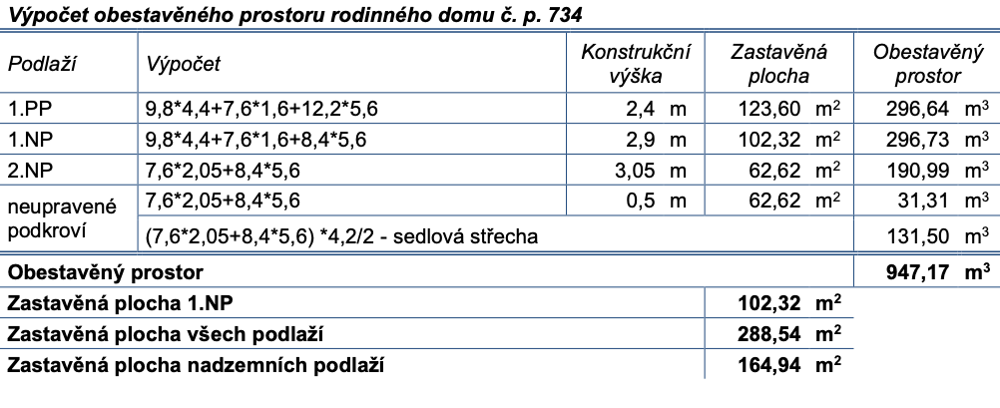 Výpočet obestavěného prostoru rodinného domu č. p. 734
Podlaží Výpočet Konstrukční výška Zastavěná plocha Obestavěný prostor
1.PP 9,8*4,4+7,6*1,6+12,2*5,6 2,4 m 123,60 m² 296,64 m³
1.NP 9,8*4,4+7,6*1,6+8,4*5,6 2,9 m 102,32 m² 296,73 m³
2.NP 7,6*2,05+8,4*5,6 3,05 m 62,62 m² 190,99 m³
neupravené podkroví 7,6*2,05+8,4*5,6 0,5 m 62,62 m² 31,31 m³
(7,6*2,05+8,4*5,6) *4,2/2 - sedlová střecha 131,50 m³
Obestavěný prostor 947,17 m³
Zastavěná plocha 1.NP 102,32 m²
Zastavěná plocha všech podlaží 288,54 m²
Zastavěná plocha nadzemních podlaží 164,94 m²